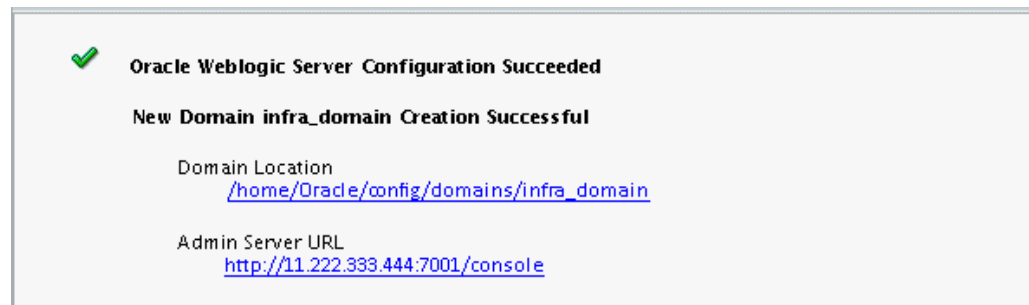 Oracle Weblogic Server Configuration Succeeded
New Domain infra_domain Creation Successful
Domain Location
/home/Oracle/config/domains/infra_domain
Admin Server URL
http://11.222.333.444:7001/console